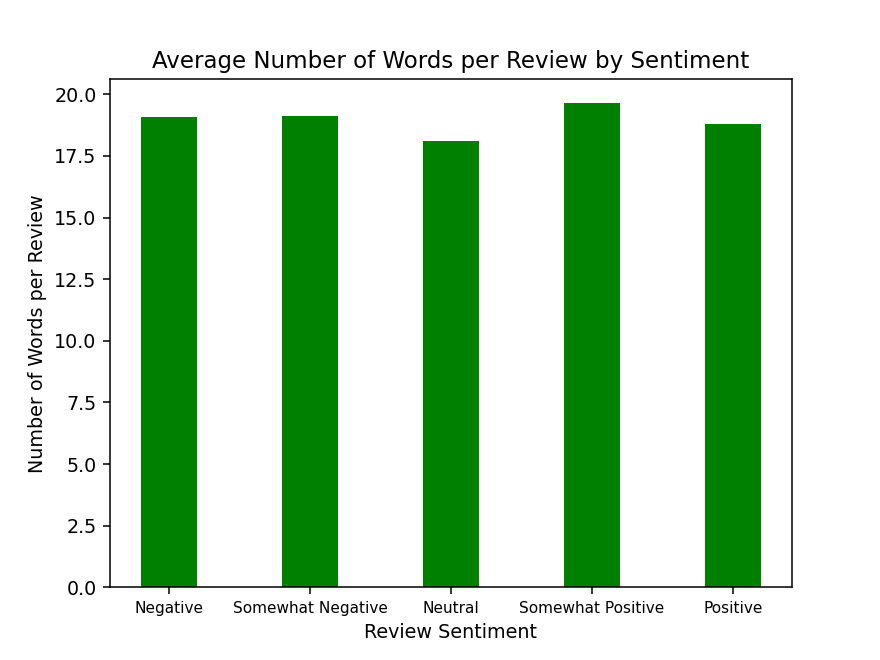 Average Number of Words per Review by Sentiment
Number of Words per Review
20.0
17.5
15.0
12.5
10.0
7.5
5.0
2.5
0.0
Negative Somewhat Negative Neutral Somewhat Positive Positive
Review Sentiment